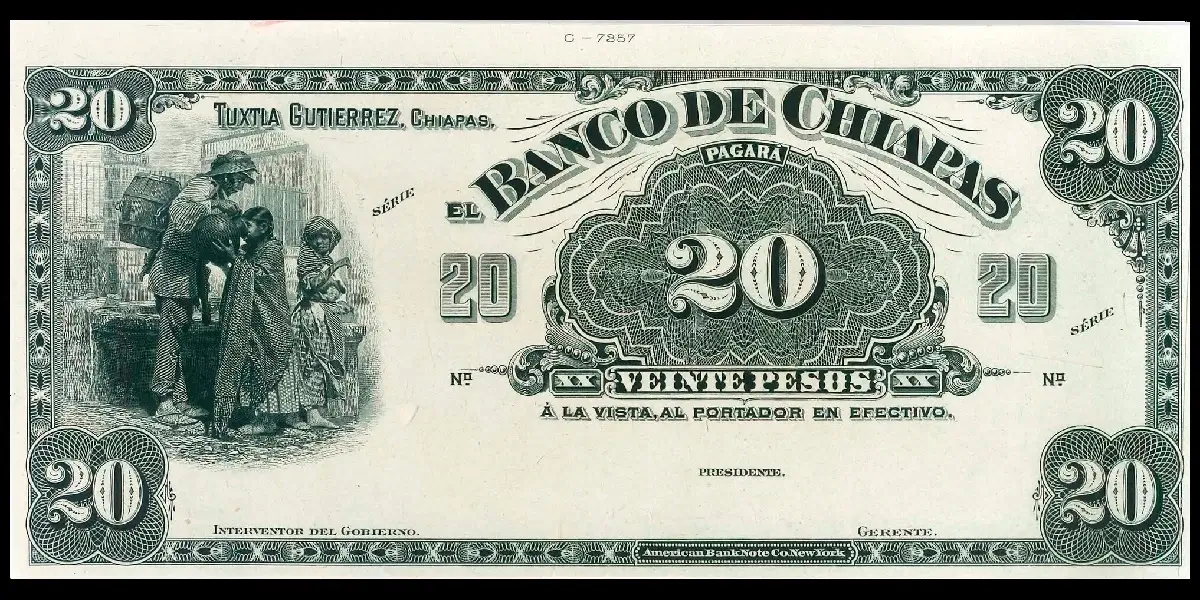 C - 7357
20
TUXTLA GUTIERREZ, CHIAPAS.
20
EL BANCO DE CHIAPAS
PAGARÁ
SÉRIE
20 20 20
SÉRIE
Nº XX VEINTE PESOS XX Nº
Á LA VISTA, AL PORTADOR EN EFECTIVO.
20 20
PRESIDENTE.
INTERVENTOR DEL GOBIERNO. GERENTE.
American Bank Note Co. New York